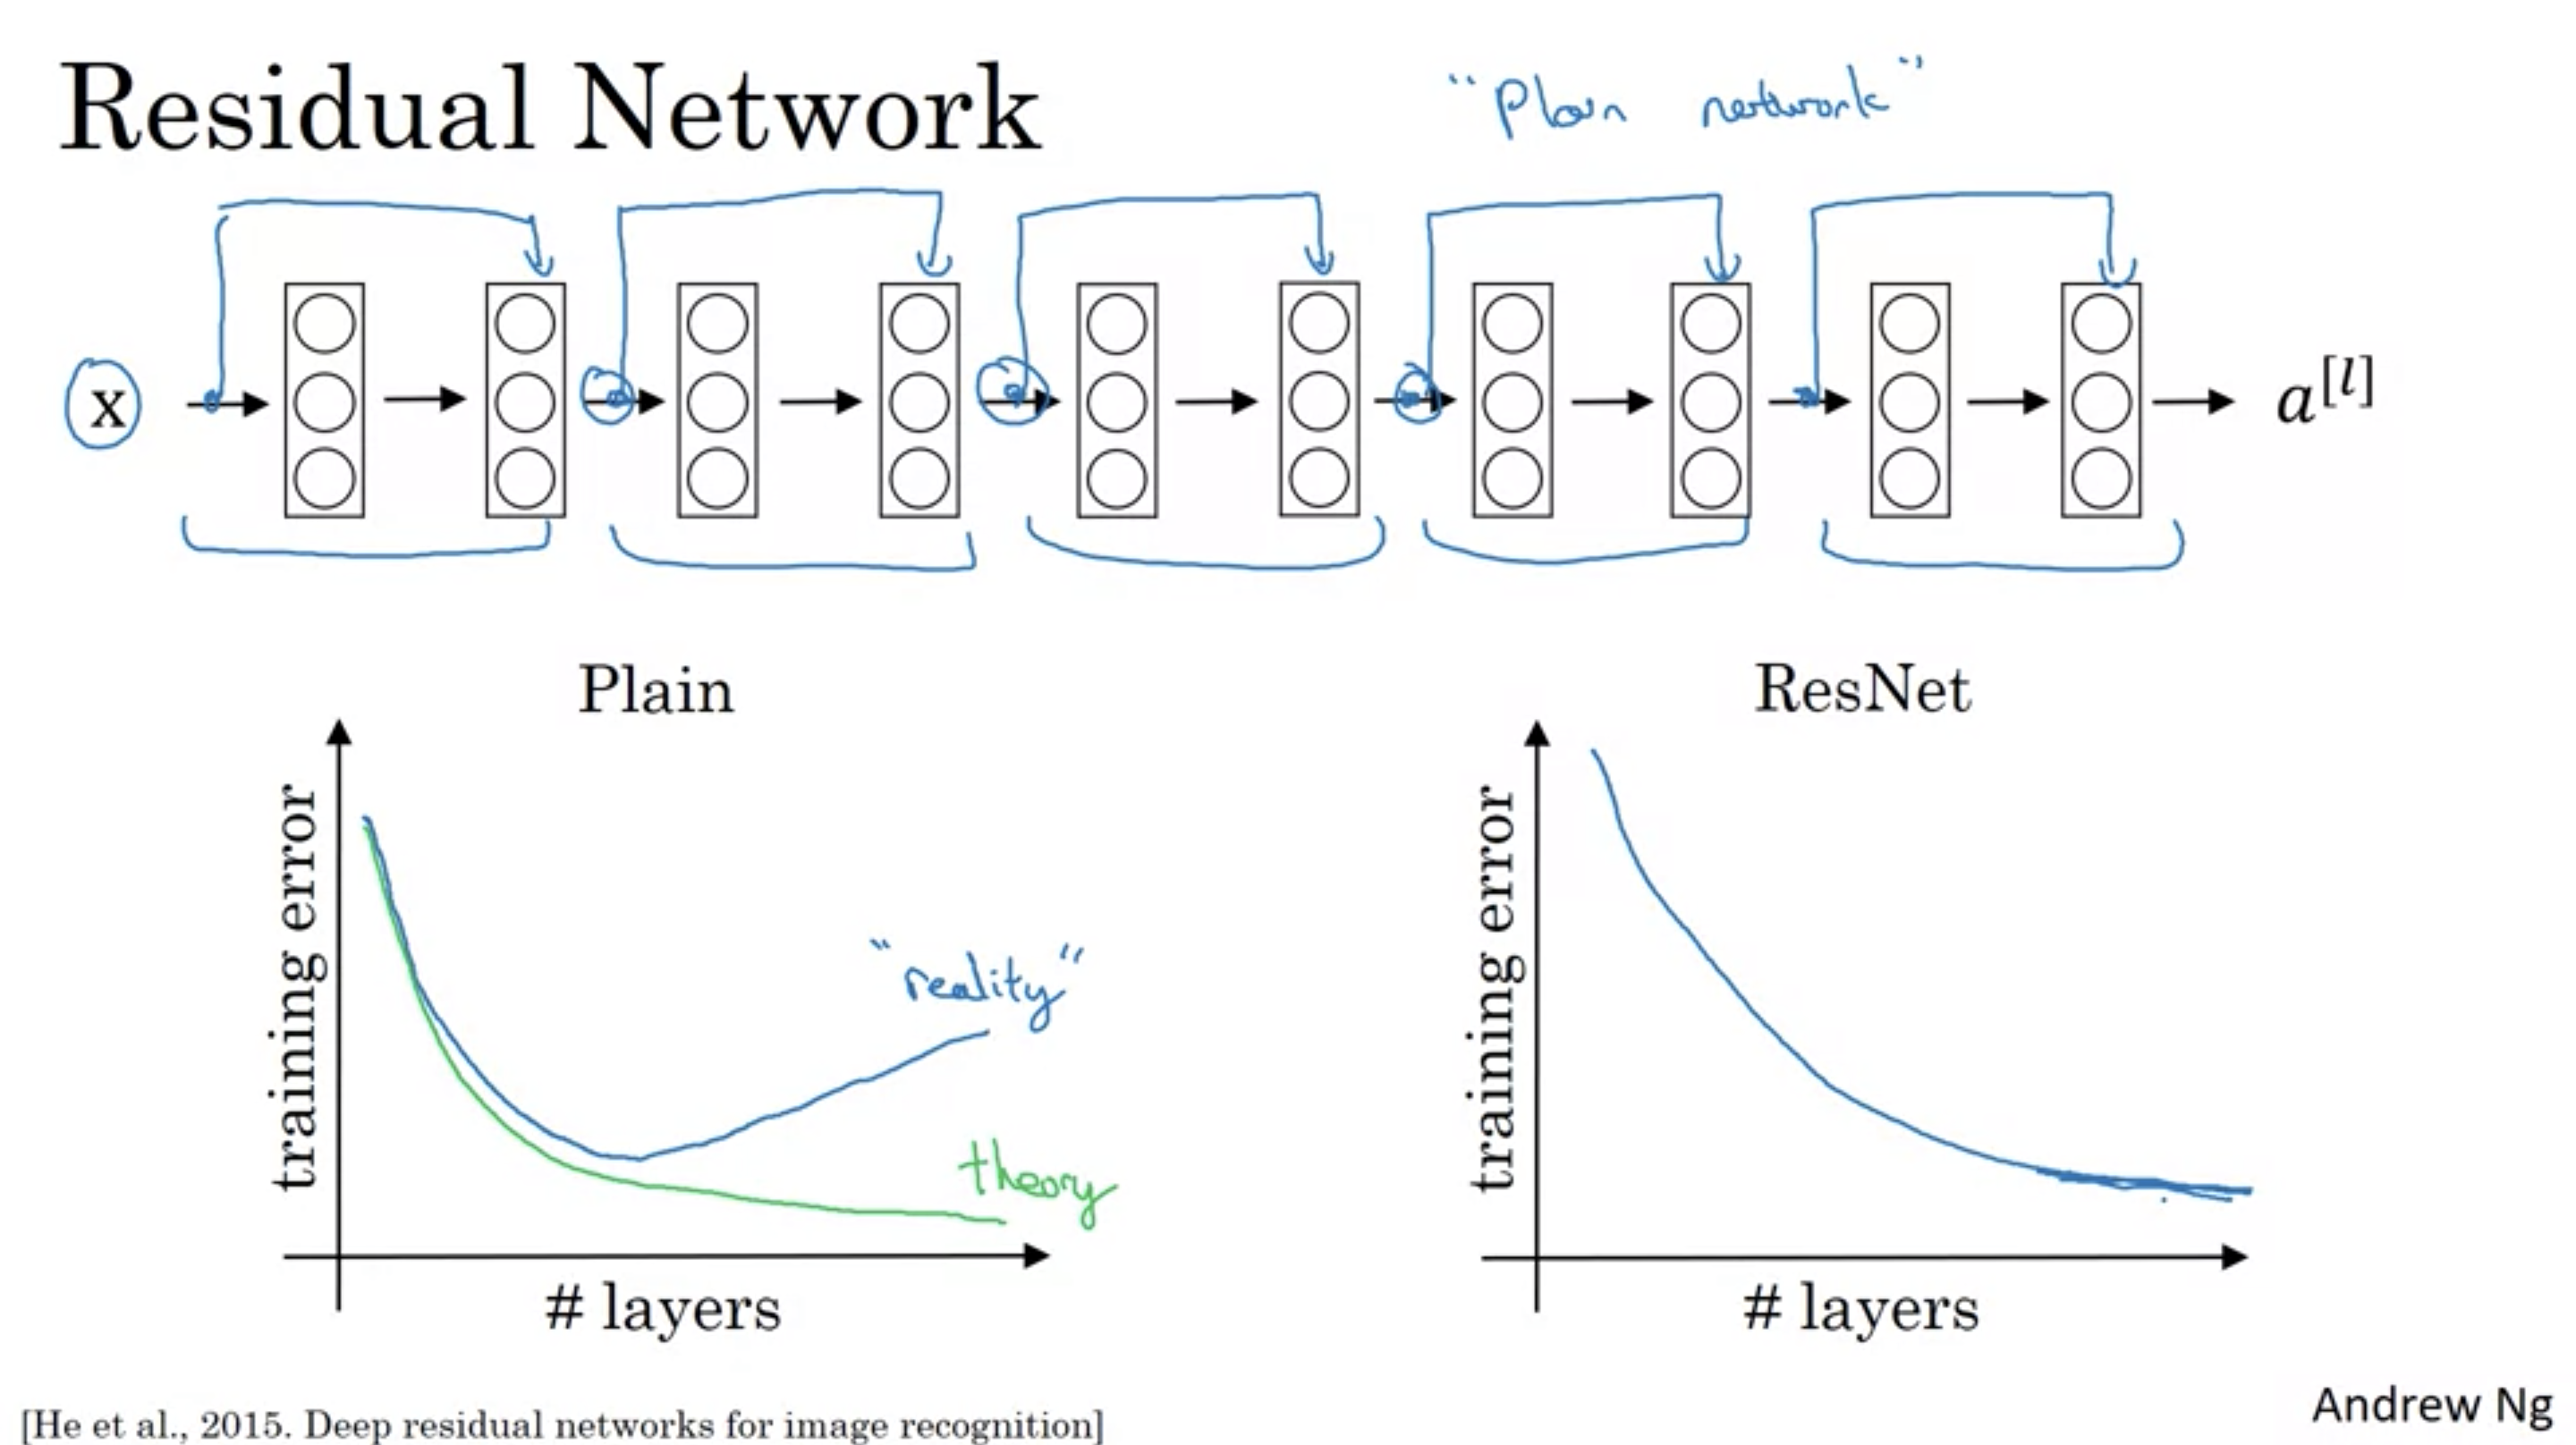 Residual Network
"Plain network"
x
a[l]
Plain
ResNet
training error
"reality"
theory
# layers
training error
# layers
[He et al., 2015. Deep residual networks for image recognition]
Andrew Ng